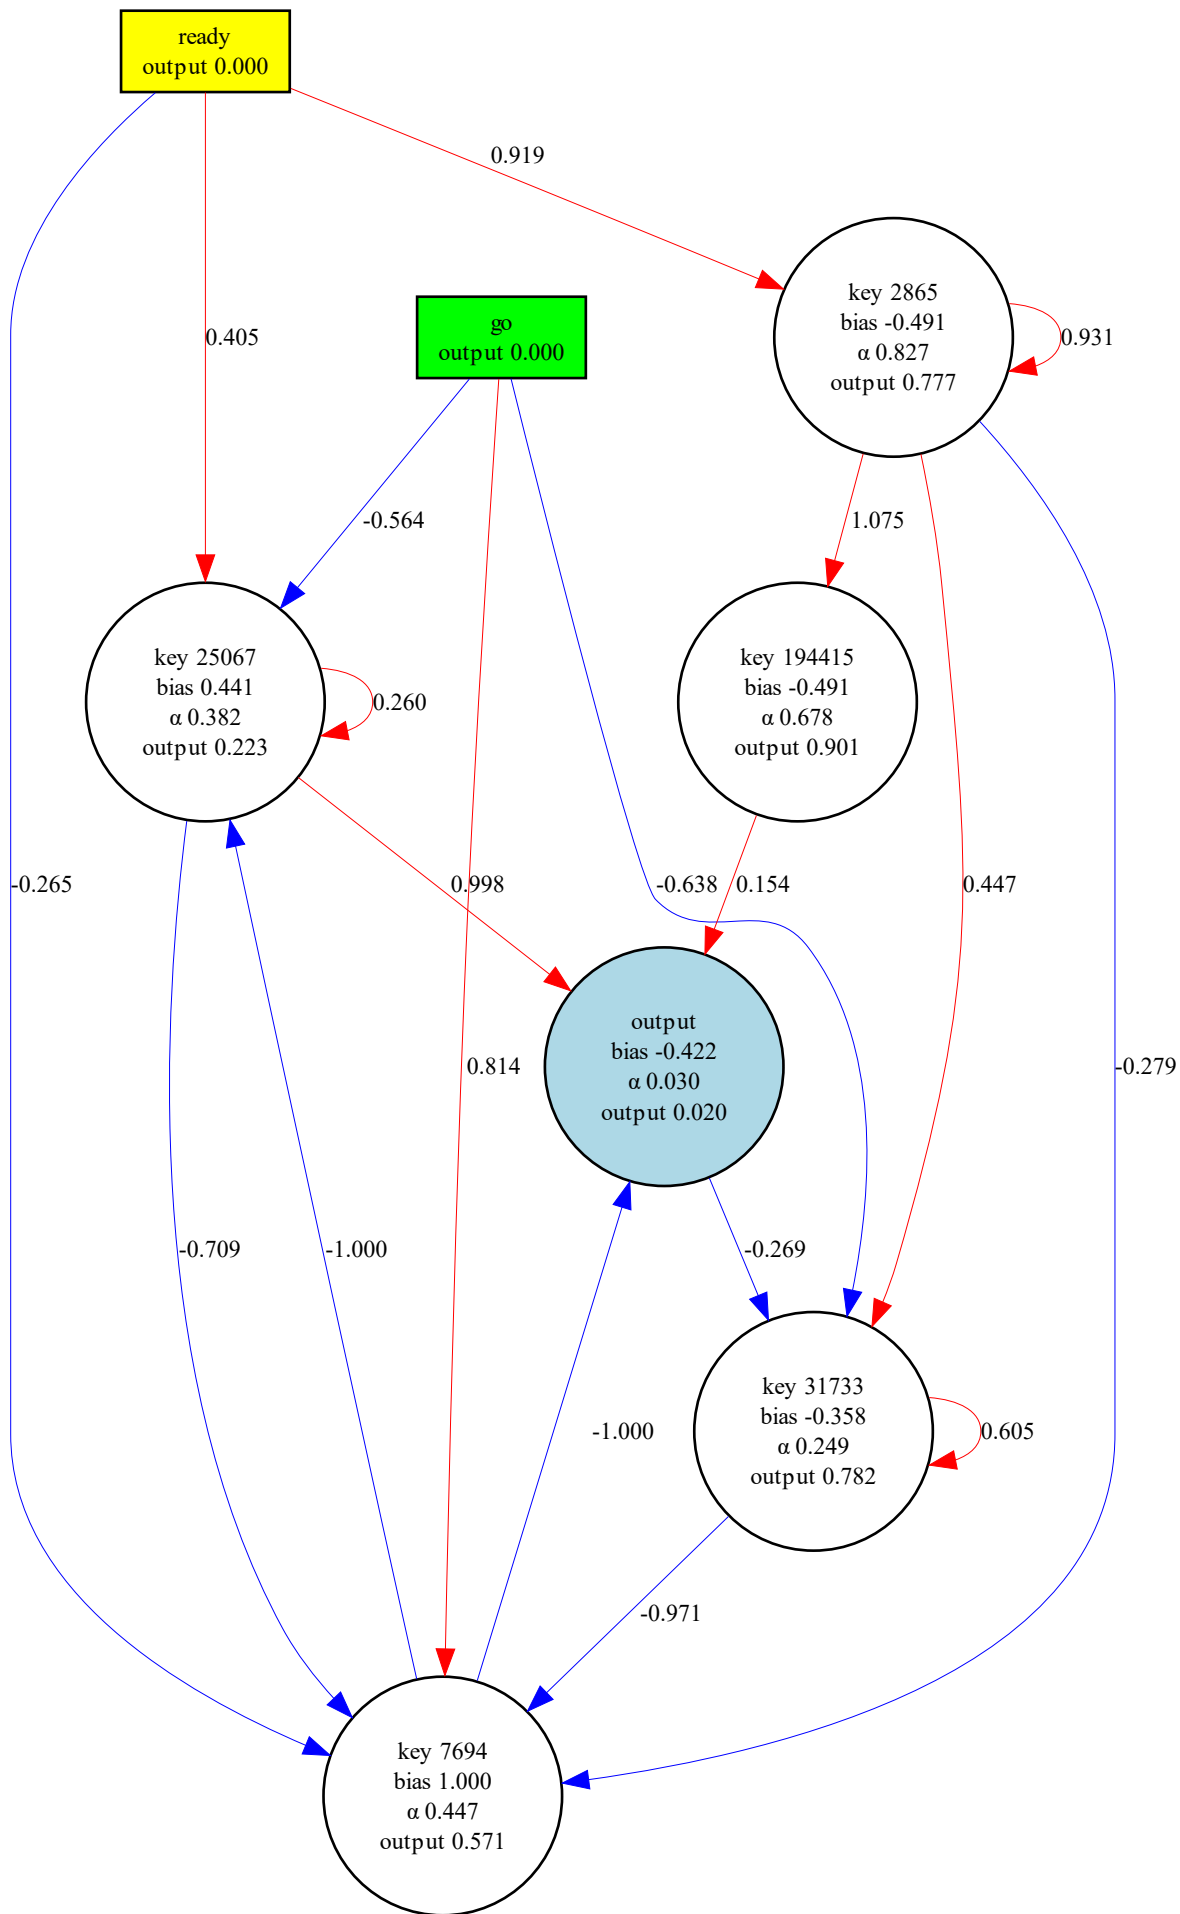 ready
output 0.000
0.919
key 2865
bias -0.491
α 0.827
output 0.777
0.931
go
output 0.000
0.405
-0.564
1.075
key 25067
bias 0.441
α 0.382
output 0.223
0.260
key 194415
bias -0.491
α 0.678
output 0.901
-0.265
0.998
-0.638
0.154
0.447
output
bias -0.422
α 0.030
output 0.020
0.814
-0.279
-0.709
-1.000
-0.269
-1.000
key 31733
bias -0.358
α 0.249
output 0.782
0.605
-0.971
key 7694
bias 1.000
α 0.447
output 0.571